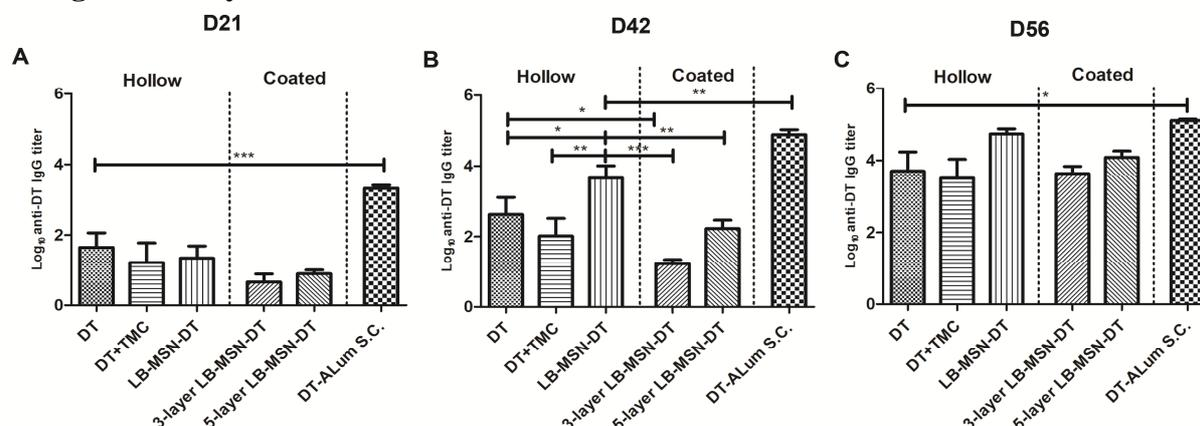 D21
A
Hollow
Coated
Log10 anti-DT IgG titer
6
4
2
0
***
DT
DT+TMC
LB-MSN-DT
3-layer LB-MSN-DT
5-layer LB-MSN-DT
DT-ALum S.C.
D42
B
Hollow
Coated
Log10 anti-DT IgG titer
6
4
2
0
**
*
*
**
**
***
DT
DT+TMC
LB-MSN-DT
3-layer LB-MSN-DT
5-layer LB-MSN-DT
DT-ALum S.C.
D56
C
Hollow
Coated
Log10 anti-DT IgG titer
6
4
2
0
*
DT
DT+TMC
LB-MSN-DT
3-layer LB-MSN-DT
5-layer LB-MSN-DT
DT-ALum S.C.